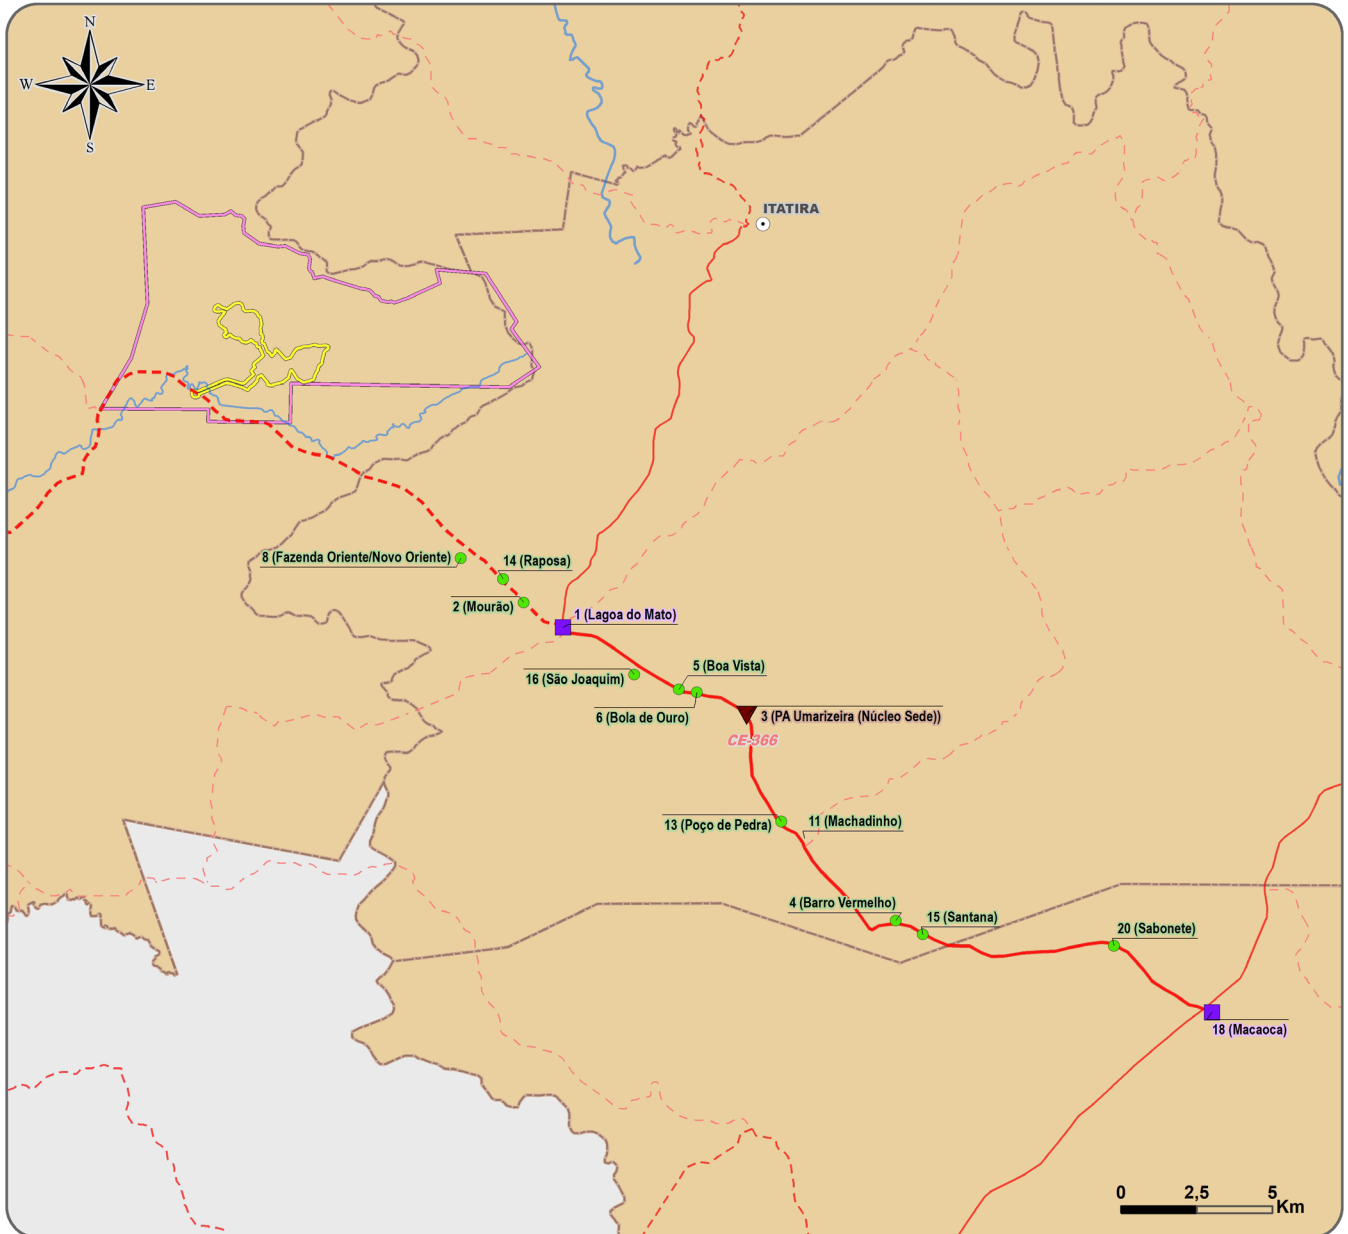 N
W
E
S
ITATIRA
8 (Fazenda Oriente/Novo Oriente)
14 (Raposa)
2 (Mourão)
1 (Lagoa do Mato)
5 (Boa Vista)
16 (São Joaquim)
6 (Bola de Ouro)
3 (PA Umarizeira (Núcleo Sede))
CE-366
13 (Poço de Pedra)
11 (Machadinho)
4 (Barro Vermelho)
15 (Santana)
20 (Sabonete)
18 (Macaoca)
0 2,5 5
Km